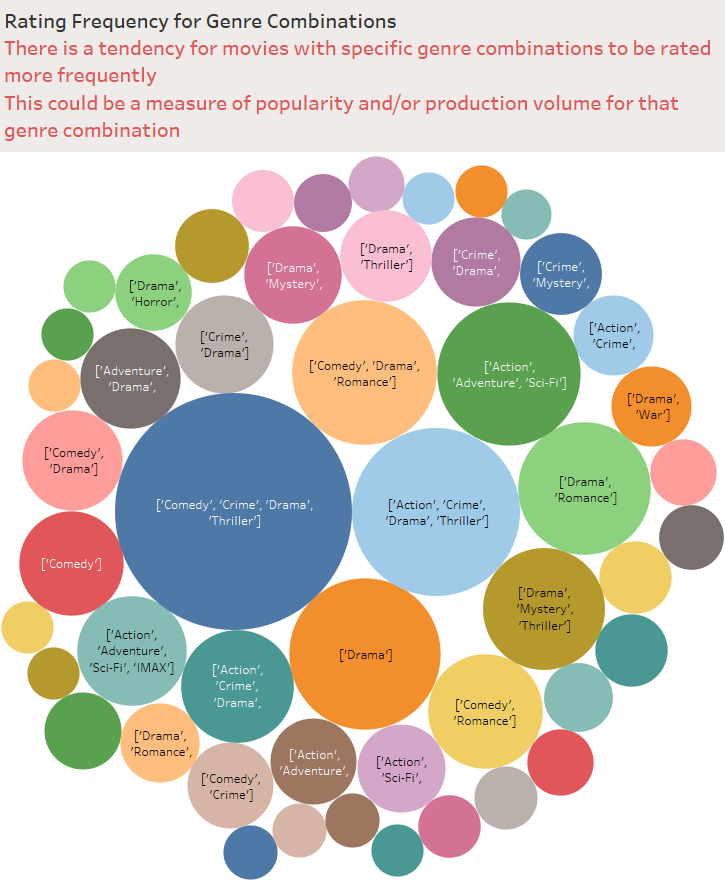 Rating Frequency for Genre Combinations
There is a tendency for movies with specific genre combinations to be rated
more frequently
This could be a measure of popularity and/or production volume for that
genre combination
['Drama',
'Thriller']
['Drama',
'Mystery',
['Crime',
'Drama',
['Crime',
'Mystery',
['Drama',
'Horror',
['Crime',
'Drama']
['Action',
'Crime',
['Adventure',
'Drama',
['Comedy', 'Drama',
'Romance']
['Action',
'Adventure', 'Sci-Fi']
['Drama',
'War']
['Comedy',
'Drama']
['Comedy', 'Crime', 'Drama',
'Thriller']
['Action', 'Crime',
'Drama', 'Thriller']
['Drama',
'Romance']
['Comedy']
['Drama',
'Mystery',
'Thriller']
['Action',
'Adventure',
'Sci-Fi', 'IMAX']
['Action',
'Crime',
'Drama',
['Drama']
['Comedy',
'Romance']
['Drama',
'Romance',
['Comedy',
'Crime']
['Action',
'Adventure',
['Action',
'Sci-Fi',